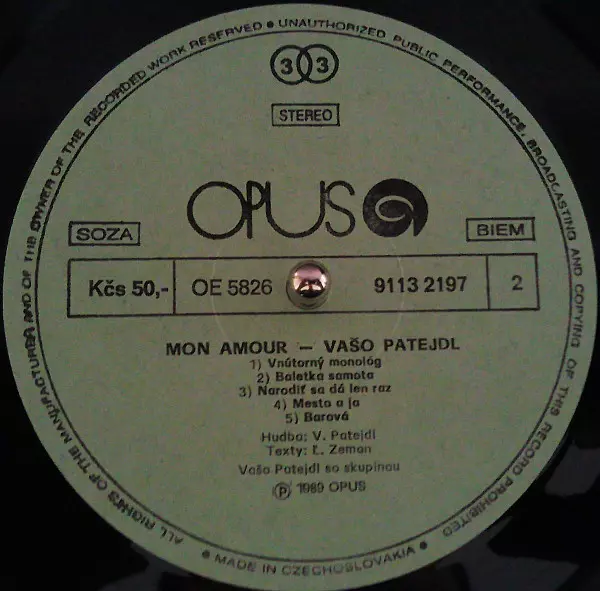 ALL RIGHTS OF THE MANUFACTURER AND OF THE OWNER OF THE RECORDED WORK RESERVED ● UNAUTHORIZED PUBLIC PERFORMANCE, BROADCASTING AND COPYING OF THIS RECORD PROHIBITED
33
STEREO
OPUS
SOZA
BIEM
Kčs 50,-
OE 5826
9113 2197
2
MON AMOUR – VAŠO PATEJDL
1) Vnútorný monológ
2) Baletka samota
3) Narodiť sa dá len raz
4) Mesto a ja
5) Barová
Hudba: V. Patejdl
Texty: Ľ. Zeman
Vašo Patejdl so skupinou
Ⓟ 1989 OPUS
● MADE IN CZECHOSLOVAKIA ●